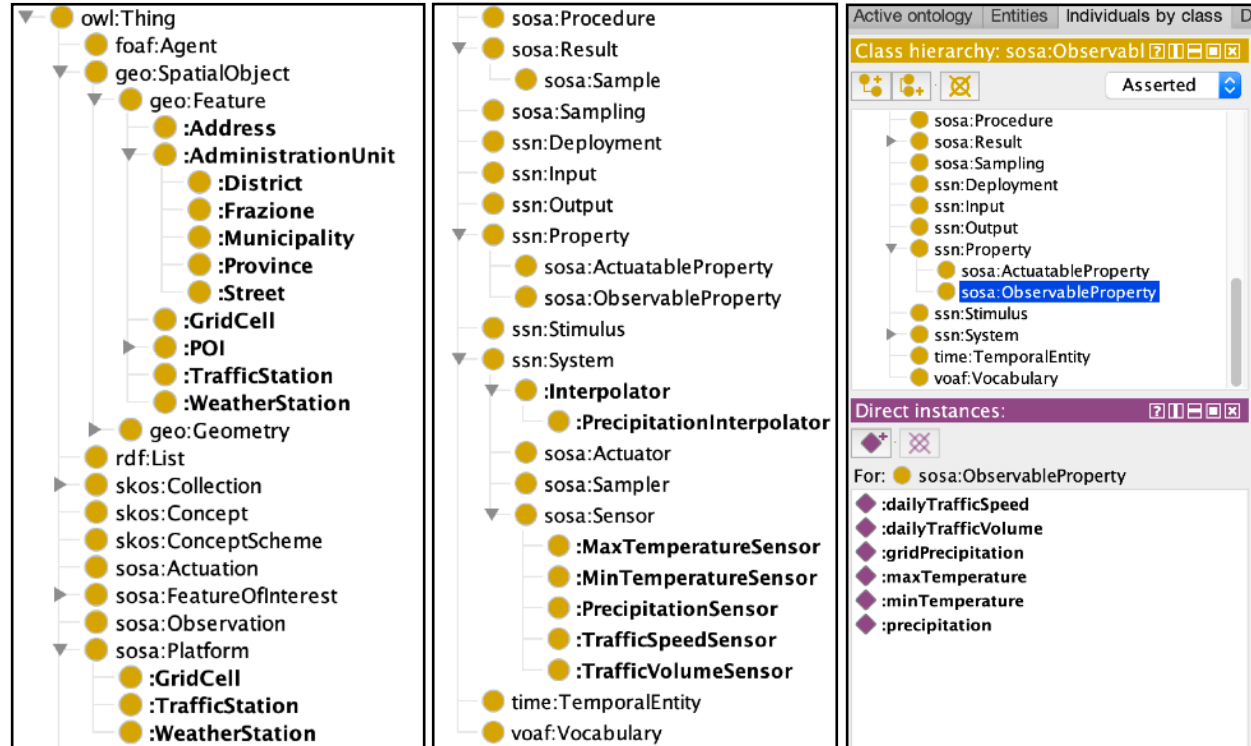 owl:Thing
foaf:Agent
geo:SpatialObject
geo:Feature
:Address
:AdministrationUnit
:District
:Frazione
:Municipality
:Province
:Street
:GridCell
:POI
:TrafficStation
:WeatherStation
geo:Geometry
rdf:List
skos:Collection
skos:Concept
skos:ConceptScheme
sosa:Actuation
sosa:FeatureOfInterest
sosa:Observation
sosa:Platform
:GridCell
:TrafficStation
:WeatherStation
sosa:Procedure
sosa:Result
sosa:Sample
sosa:Sampling
ssn:Deployment
ssn:Input
ssn:Output
ssn:Property
sosa:ActuatableProperty
sosa:ObservableProperty
ssn:Stimulus
ssn:System
:Interpolator
:PrecipitationInterpolator
sosa:Actuator
sosa:Sampler
sosa:Sensor
:MaxTemperatureSensor
:MinTemperatureSensor
:PrecipitationSensor
:TrafficSpeedSensor
:TrafficVolumeSensor
time:TemporalEntity
voaf:Vocabulary
Active ontology Entities Individuals by class D
Class hierarchy: sosa:Observabl
Asserted
sosa:Procedure
sosa:Result
sosa:Sampling
ssn:Deployment
ssn:Input
ssn:Output
ssn:Property
sosa:ActuatableProperty
sosa:ObservableProperty
ssn:Stimulus
ssn:System
time:TemporalEntity
voaf:Vocabulary
Direct instances:
For: sosa:ObservableProperty
:dailyTrafficSpeed
:dailyTrafficVolume
:gridPrecipitation
:maxTemperature
:minTemperature
:precipitation